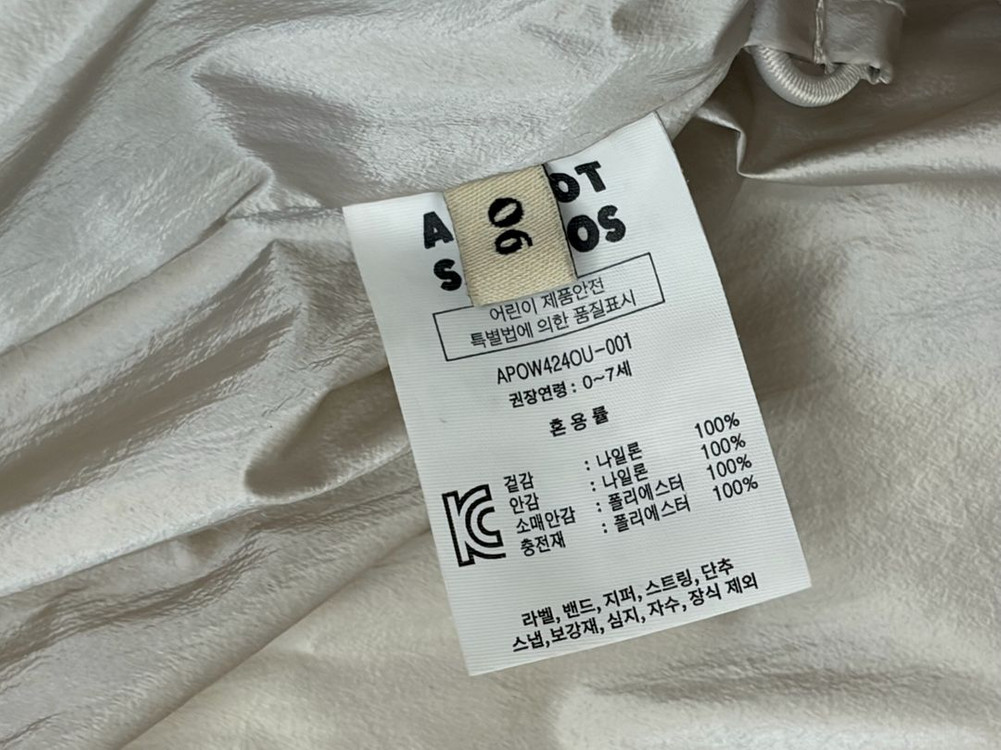 90
어린이 제품안전
특별법에 의한 품질표시
APOW424OU-001
권장연령 : 0~7세
혼용률
겉감 : 나일론 100%
안감 : 나일론 100%
소매안감 : 폴리에스터 100%
충전재 : 폴리에스터 100%
라벨, 밴드, 지퍼, 스트링, 단추
스냅,보강재, 심지, 자수, 장식 제외